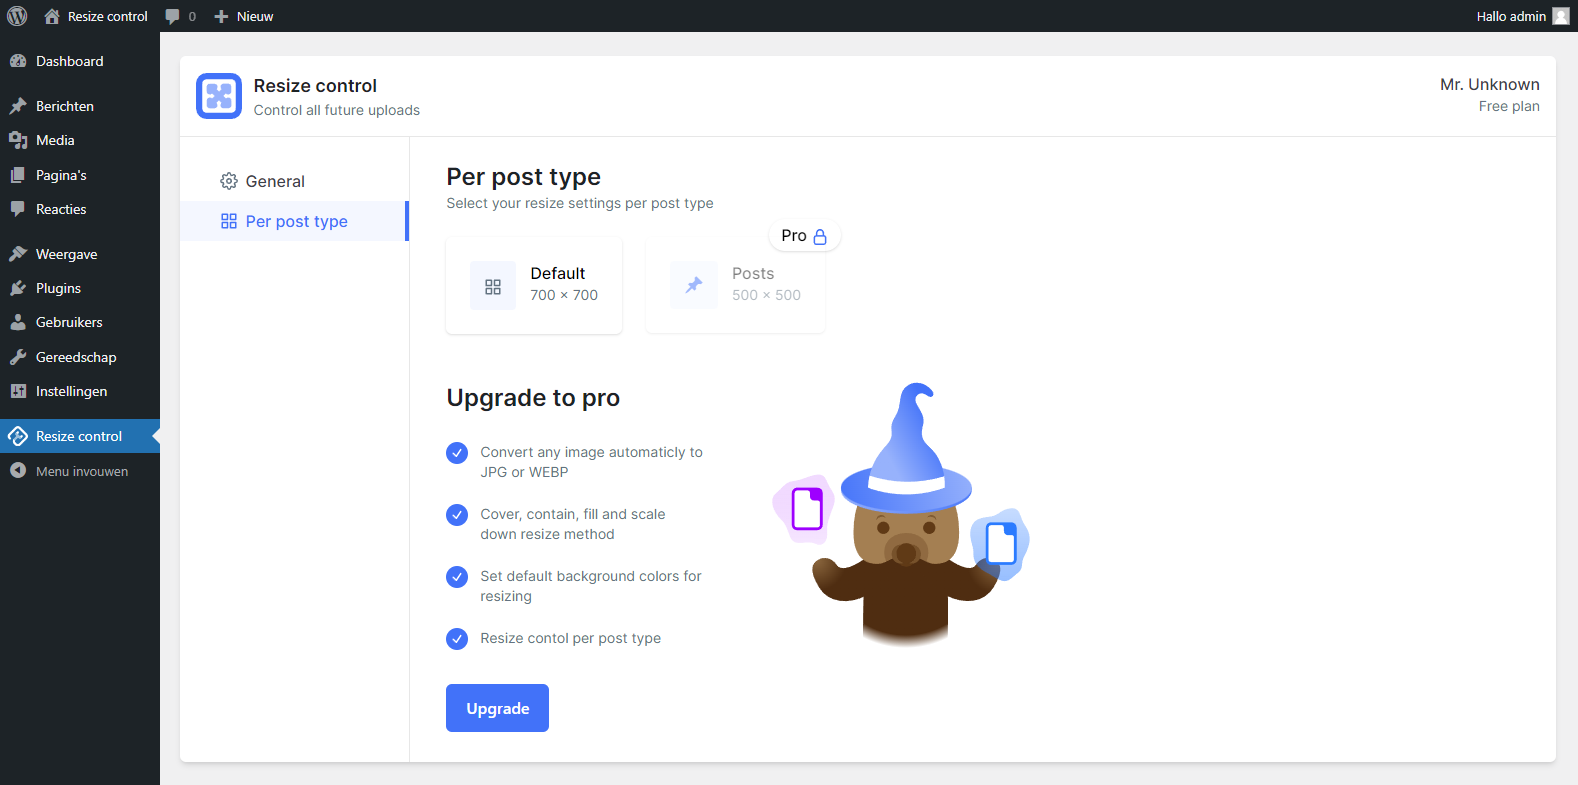 Resize control
0
Nieuw
Hallo admin
Dashboard
Berichten
Media
Pagina's
Reacties
Weergave
Plugins
Gebruikers
Gereedschap
Instellingen
Resize control
Menu invouwen
Resize control
Control all future uploads
Mr. Unknown
Free plan
General
Per post type
Per post type
Select your resize settings per post type
Default
700 × 700
Pro
Posts
500 × 500
Upgrade to pro
Convert any image automaticly to
JPG or WEBP
Cover, contain, fill and scale
down resize method
Set default background colors for
resizing
Resize contol per post type
Upgrade